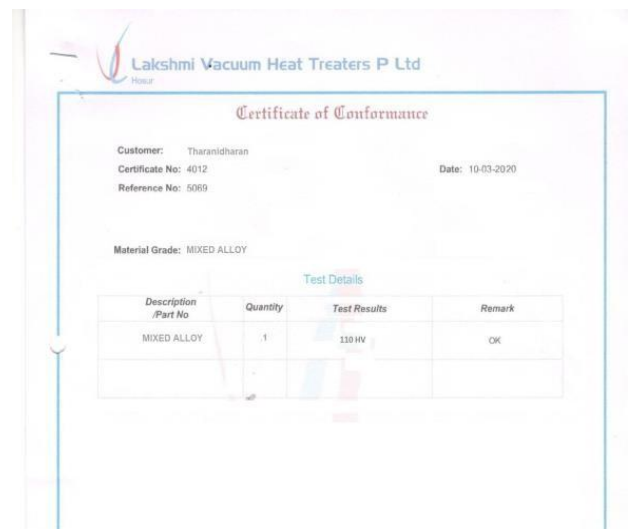 Lakshmi Vacuum Heat Treaters P Ltd
Hosur
Certificate of Conformance
Customer: Tharanidharan
Certificate No: 4012 Date: 10-03-2020
Reference No: 5069
Material Grade: MIXED ALLOY
Test Details
Description /Part No Quantity Test Results Remark
MIXED ALLOY .1 110 HV OK